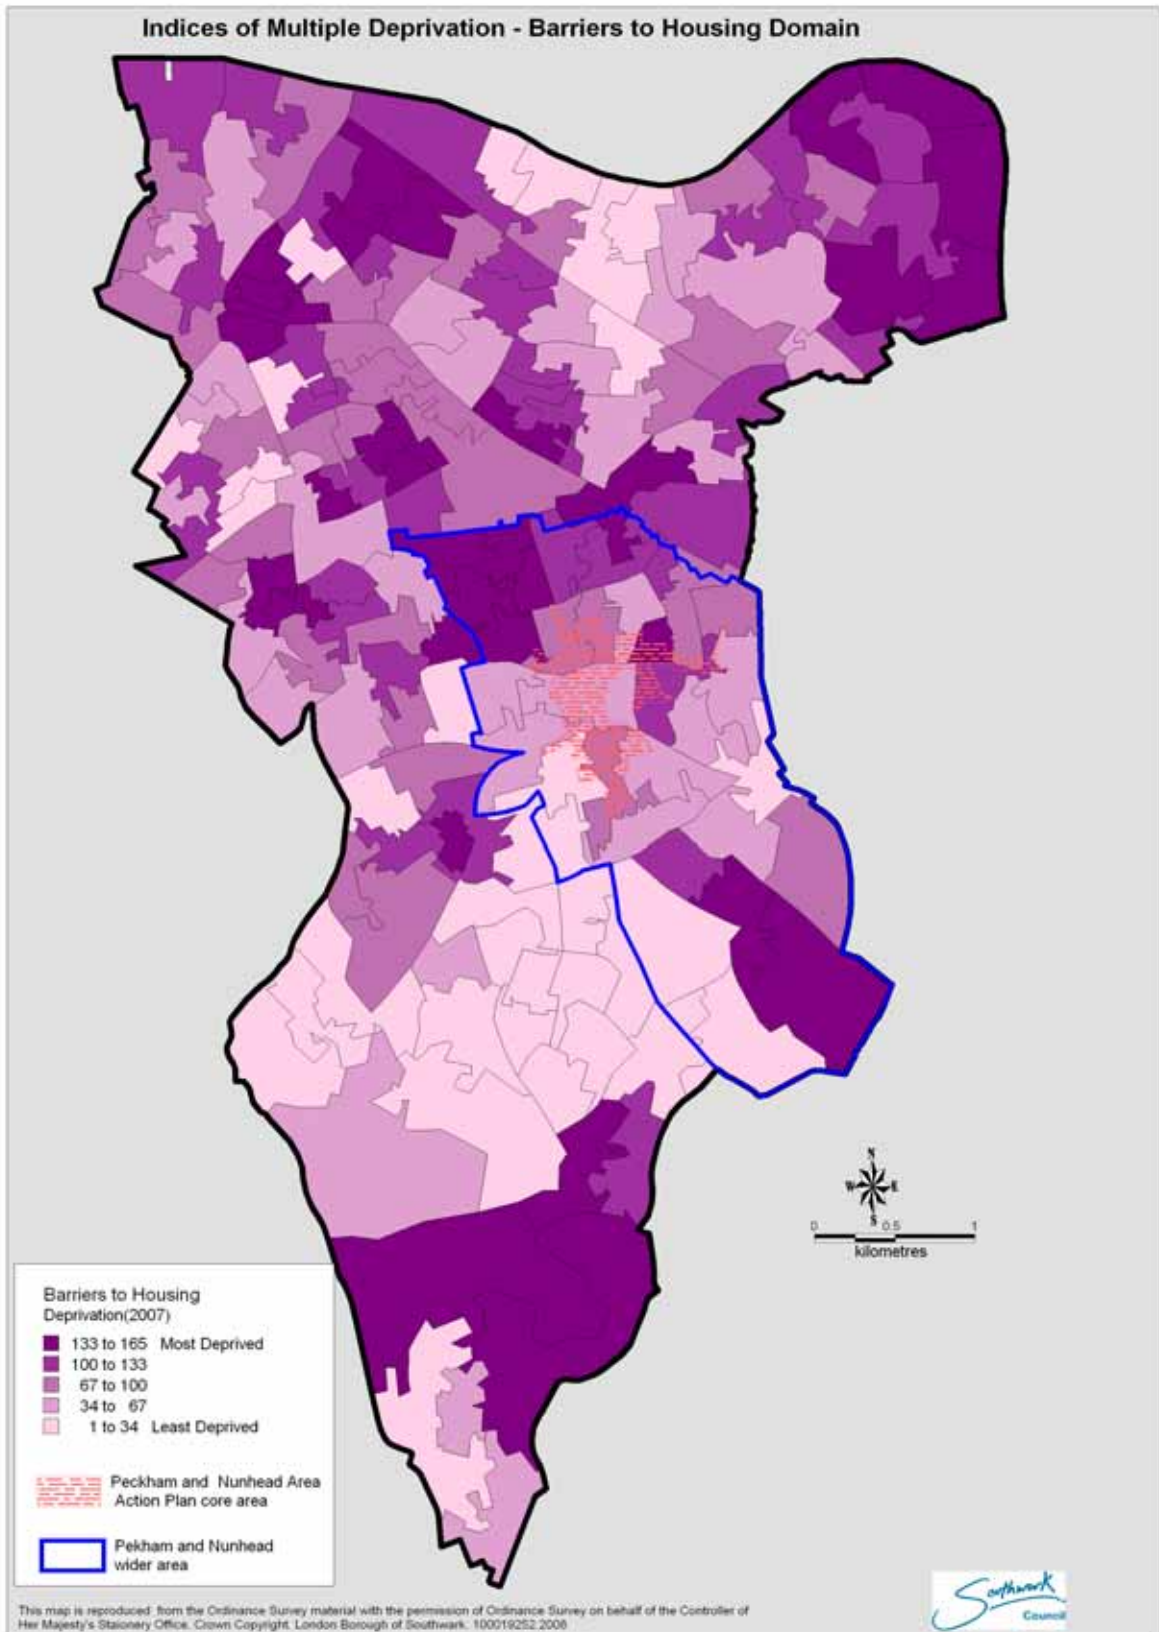 Indices of Multiple Deprivation - Barriers to Housing Domain
N
W E
S
0 0.5 1
kilometres
Barriers to Housing
Deprivation(2007)
133 to 165 Most Deprived
100 to 133
67 to 100
34 to 67
1 to 34 Least Deprived
Peckham and Nunhead Area
Action Plan core area
Pekham and Nunhead
wider area
Southwark
Council
This map is reproduced from the Ordinance Survey material with the permission of Ordinance Survey on behalf of the Controller of
Her Majesty's Staionery Office. Crown Copyright. London Borough of Southwark. 100019252.2008